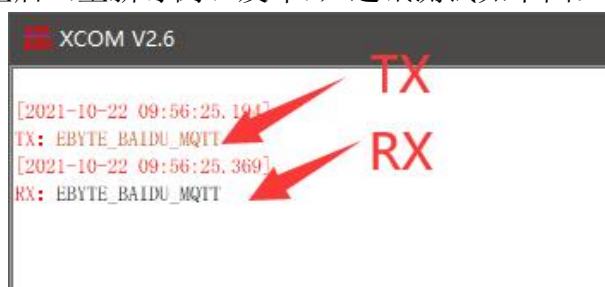 XCOM V2.6
TX
[2021-10-22 09:56:25.194]
TX: EBYTE_BAIDU_MQTT
RX
[2021-10-22 09:56:25.369]
RX: EBYTE_BAIDU_MQTT